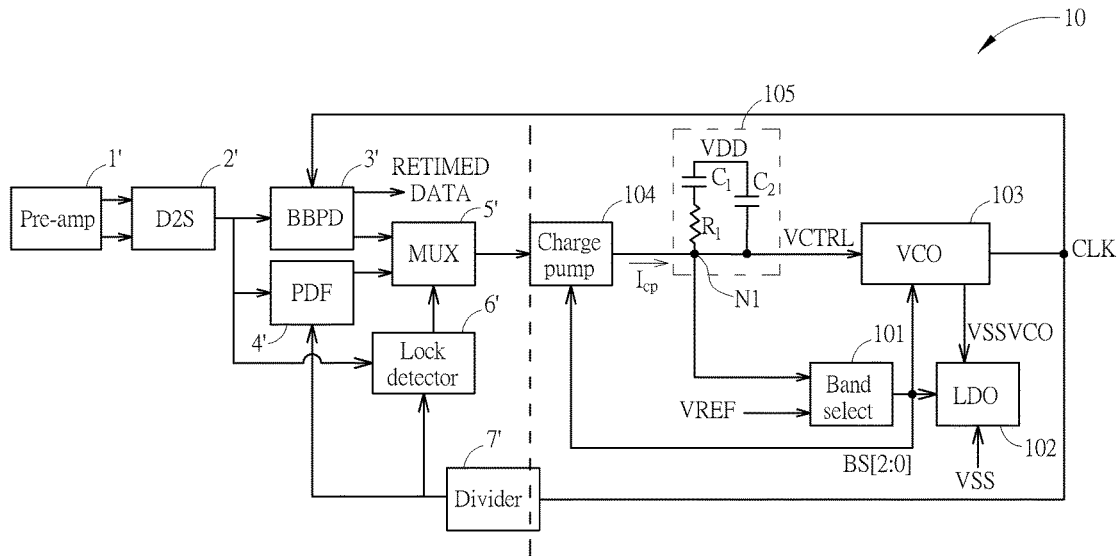 10
105
1'
2'
3'
RETIMED
DATA
5'
104
VDD
C1
C2
R1
103
Pre-amp
D2S
BBPD
MUX
Charge
pump
Icp
N1
VCTRL
VCO
CLK
PDF
4'
6'
Lock
detector
101
VREF
Band
select
VSSVCO
LDO
102
BS[2:0]
VSS
7'
Divider